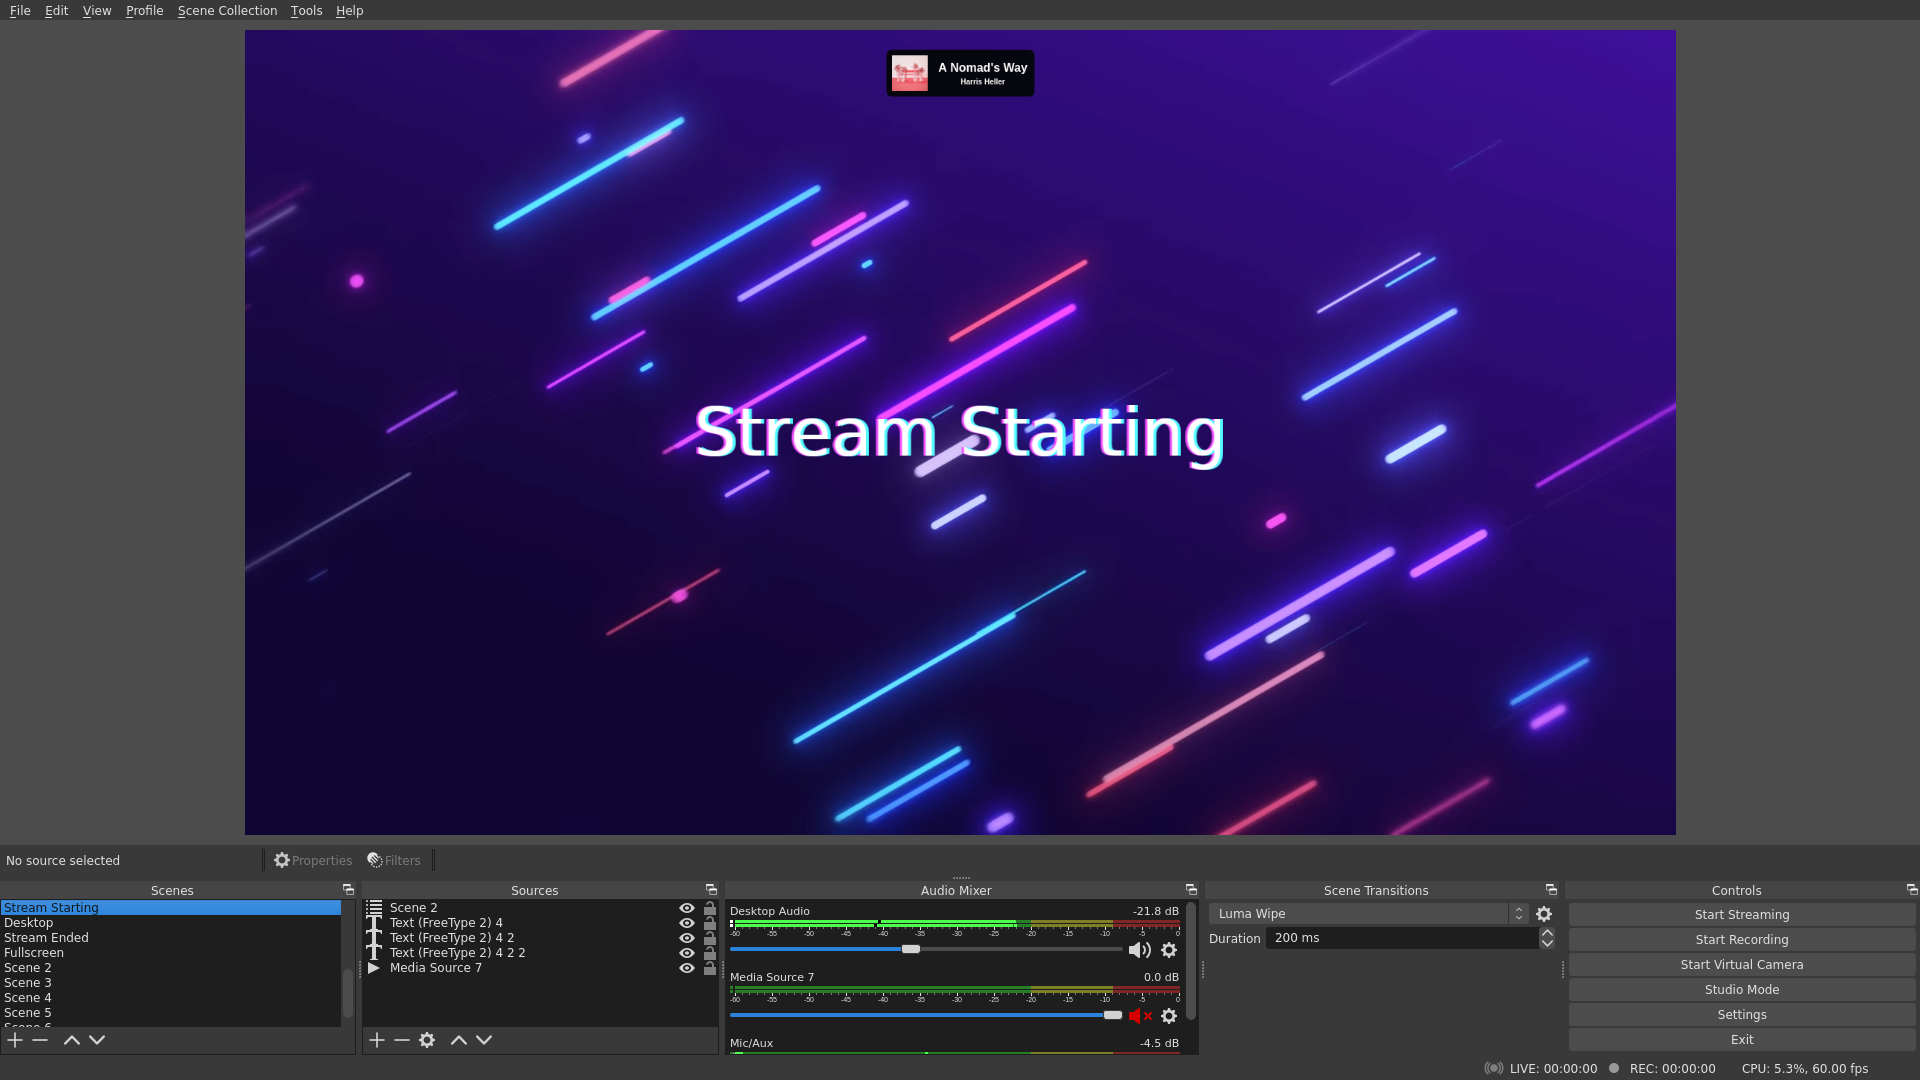 File Edit View Profile Scene Collection Tools Help
A Nomad's Way
Harris Heller
Stream Starting
No source selected
Properties
Filters
Scenes
Stream Starting
Desktop
Stream Ended
Fullscreen
Scene 2
Scene 3
Scene 4
Scene 5
Scene 6
Sources
Scene 2
Text (FreeType 2) 4
Text (FreeType 2) 4 2
Text (FreeType 2) 4 2 2
Media Source 7
Audio Mixer
Desktop Audio -21.8 dB
-60 -55 -50 -45 -40 -35 -30 -25 -20 -15 -10 -5 0
Media Source 7 0.0 dB
-60 -55 -50 -45 -40 -35 -30 -25 -20 -15 -10 -5 0
Mic/Aux -4.5 dB
Scene Transitions
Luma Wipe
Duration 200 ms
Controls
Start Streaming
Start Recording
Start Virtual Camera
Studio Mode
Settings
Exit
LIVE: 00:00:00 REC: 00:00:00 CPU: 5.3%, 60.00 fps